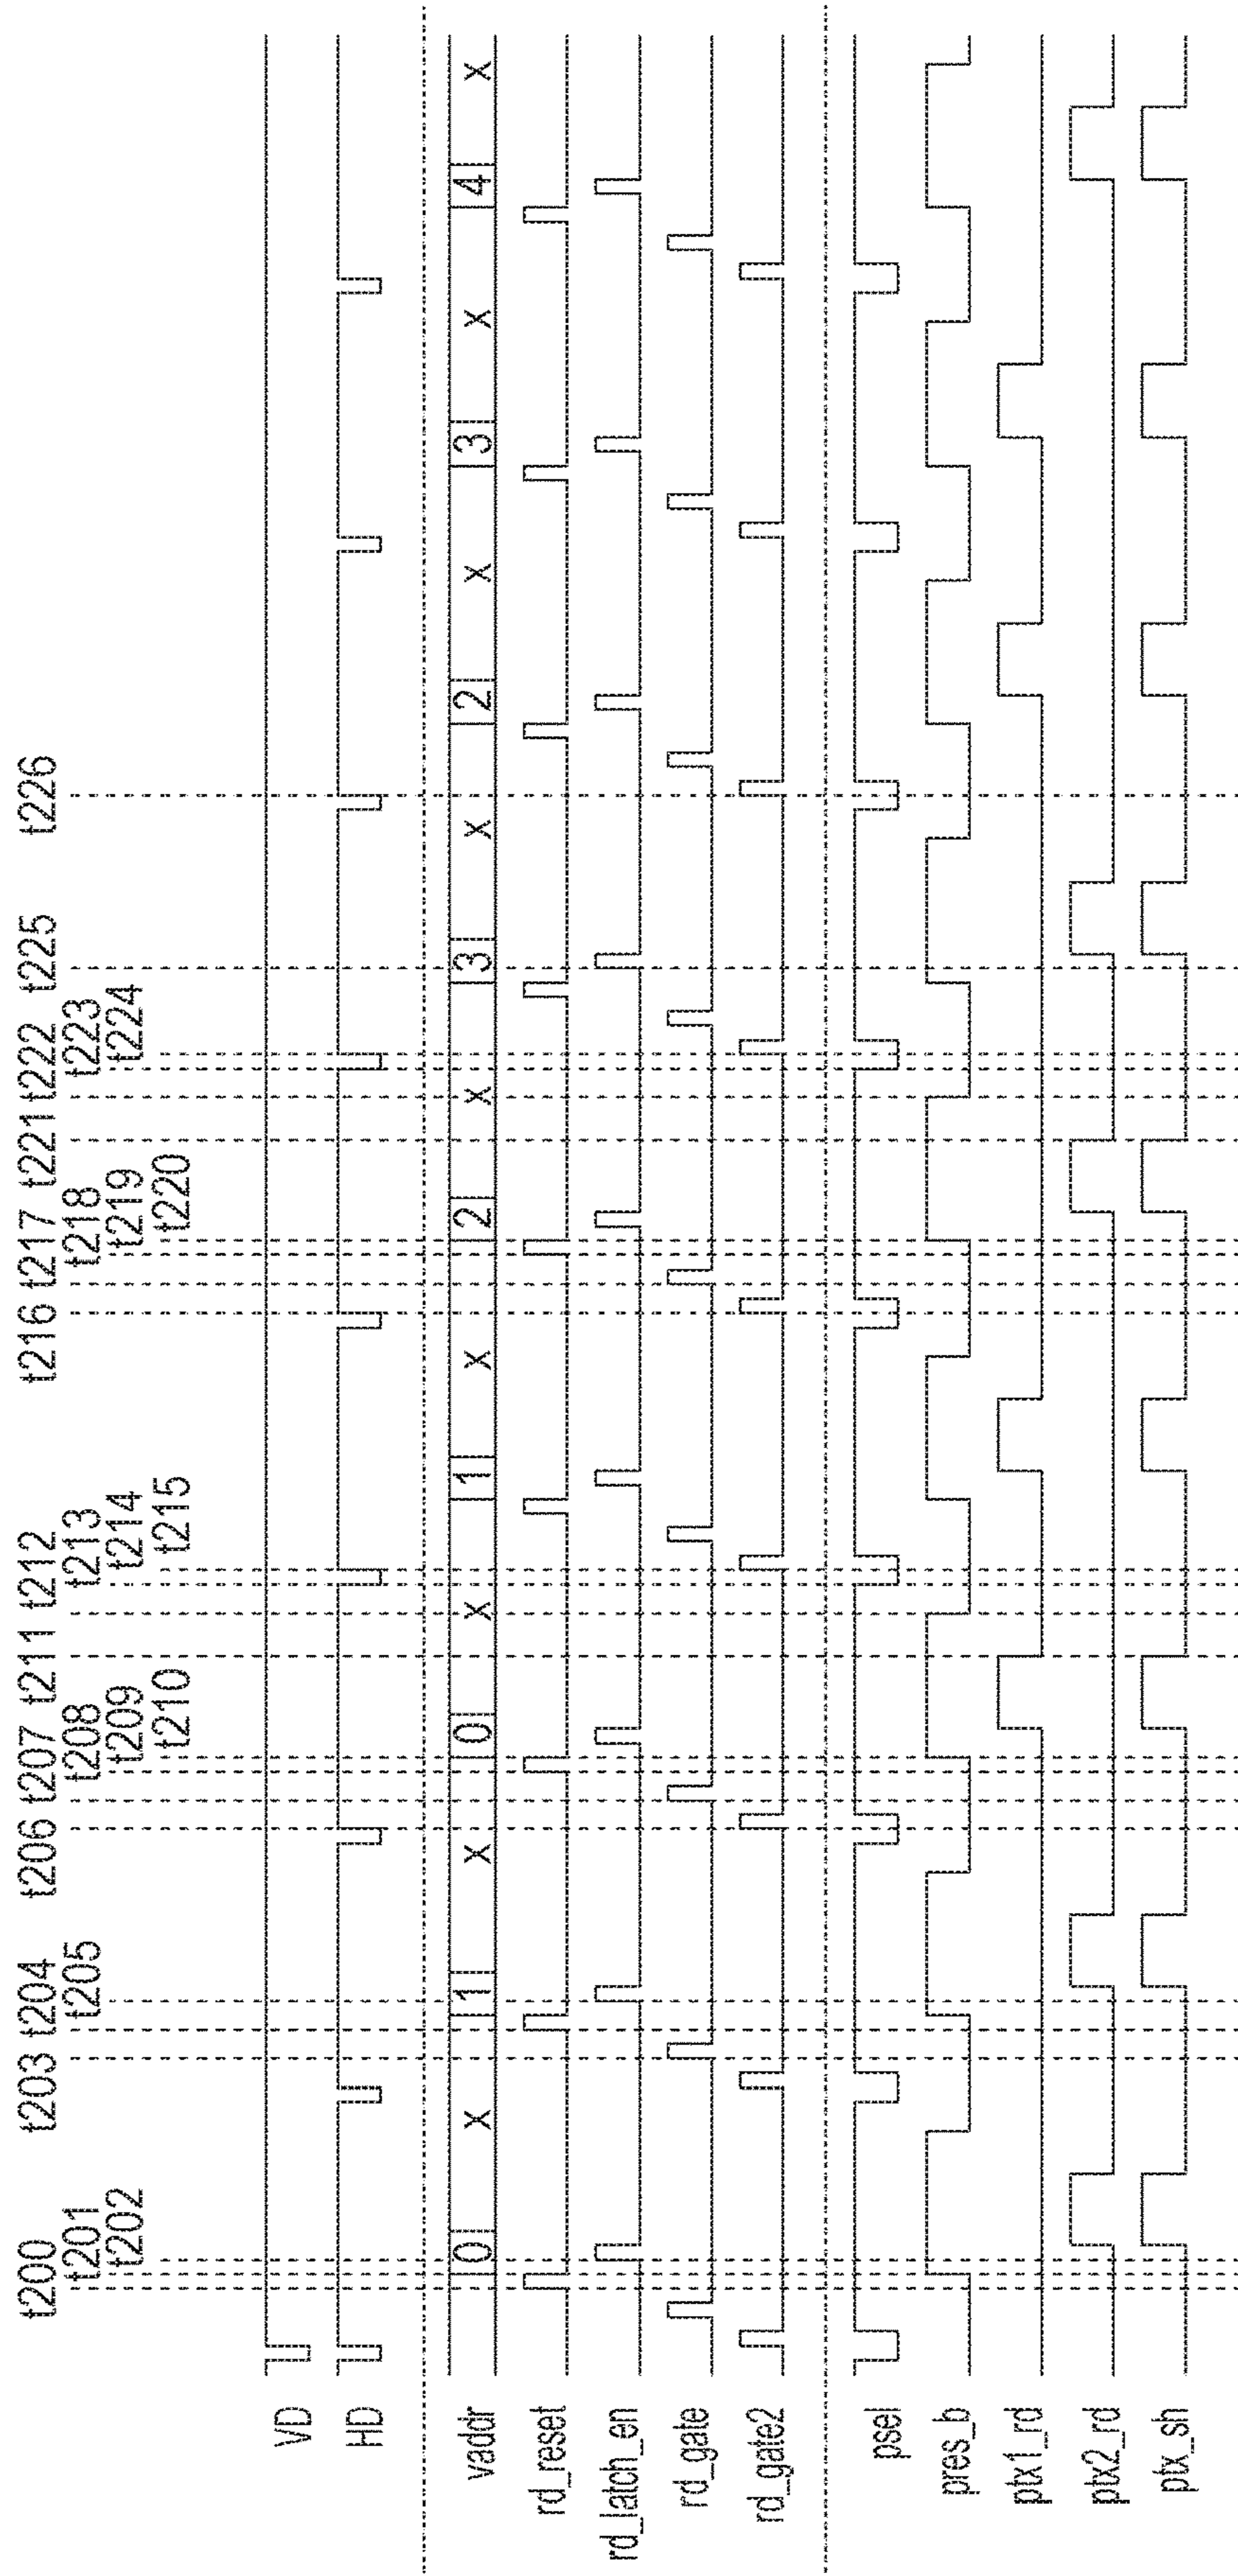 t200
t201
t202
t203
t204
t205
t206
t207
t208
t209
t210
t211
t212
t213
t214
t215
t216
t217
t218
t219
t220
t221
t222
t223
t224
t225
t226
VD
HD
vaddr 0 x 1 x 0 x 1 x 2 x 3 x 2 x 3 x 4 x
rd_reset
rd_latch_en
rd_gate
rd_gate2
psel
pres_b
ptx1_rd
ptx2_rd
ptx_sh